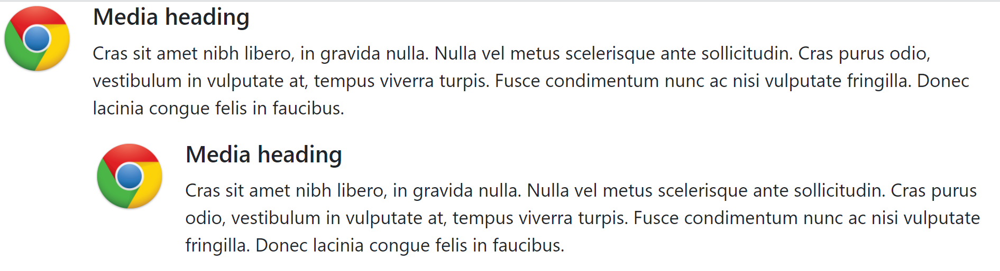 Media heading
Cras sit amet nibh libero, in gravida nulla. Nulla vel metus scelerisque ante sollicitudin. Cras purus odio,
vestibulum in vulputate at, tempus viverra turpis. Fusce condimentum nunc ac nisi vulputate fringilla. Donec
lacinia congue felis in faucibus.
Media heading
Cras sit amet nibh libero, in gravida nulla. Nulla vel metus scelerisque ante sollicitudin. Cras purus
odio, vestibulum in vulputate at, tempus viverra turpis. Fusce condimentum nunc ac nisi vulputate
fringilla. Donec lacinia congue felis in faucibus.